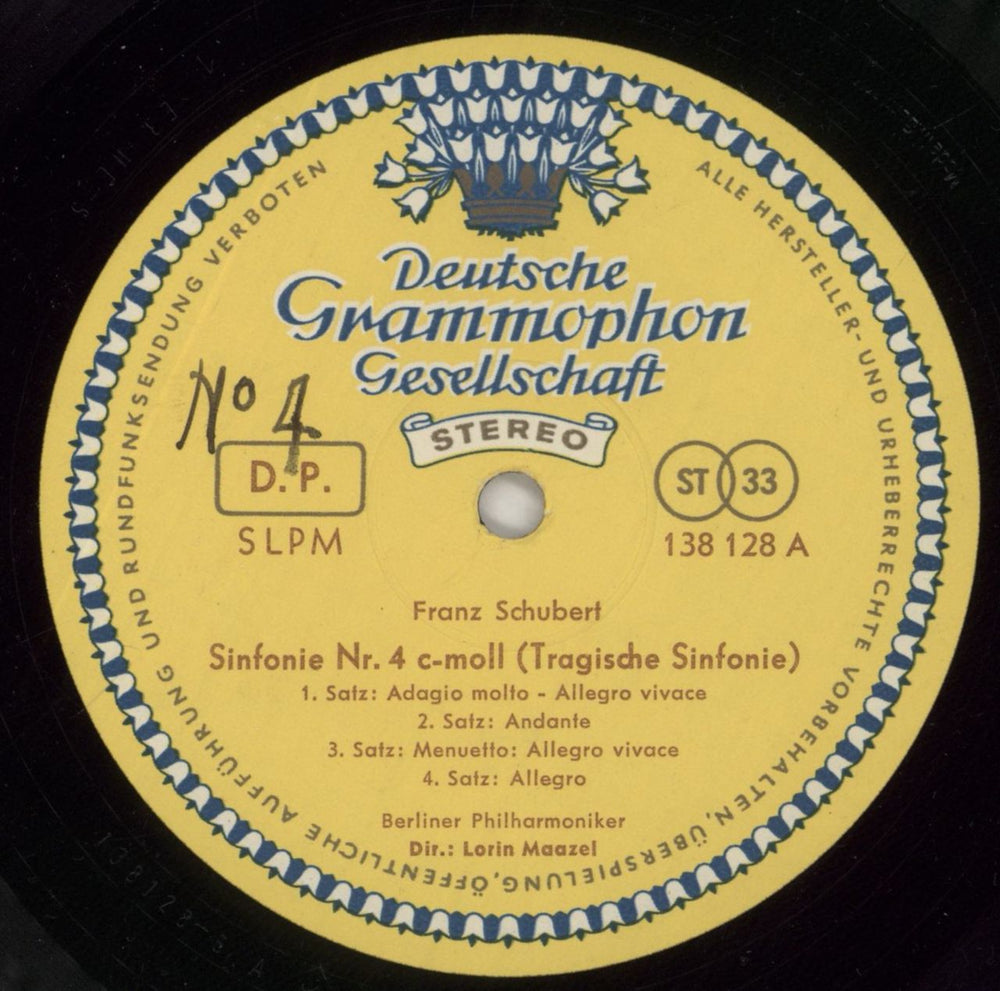 Deutsche
Grammophon
Gesellschaft
STEREO
No 4
D.P.
SLPM
ST 33
138 128 A
Franz Schubert
Sinfonie Nr. 4 c-moll (Tragische Sinfonie)
1. Satz: Adagio molto - Allegro vivace
2. Satz: Andante
3. Satz: Menuetto: Allegro vivace
4. Satz: Allegro
Berliner Philharmoniker
Dir.: Lorin Maazel
ALLE HERSTELLER- UND URHEBERRECHTE VORBEHALTEN, ÜBERSPIELUNG, ÖFFENTLICHE AUFFÜHRUNG UND RUNDFUNKSENDUNG VERBOTEN